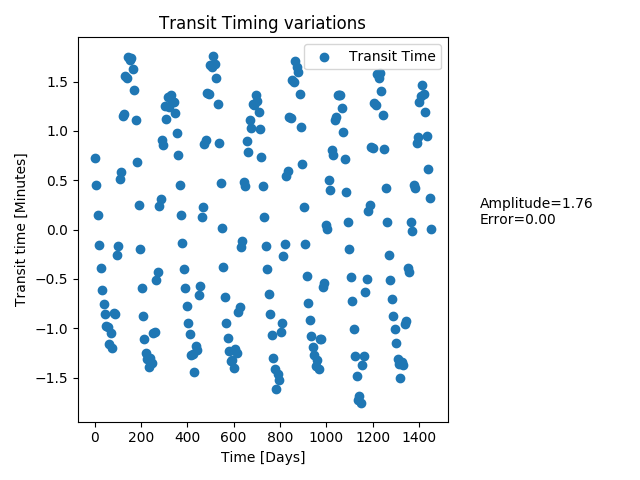 Transit Timing variations
Transit Time
Transit time [Minutes]
1.5
1.0
0.5
0.0
−0.5
−1.0
−1.5
0 200 400 600 800 1000 1200 1400
Time [Days]
Amplitude=1.76
Error=0.00